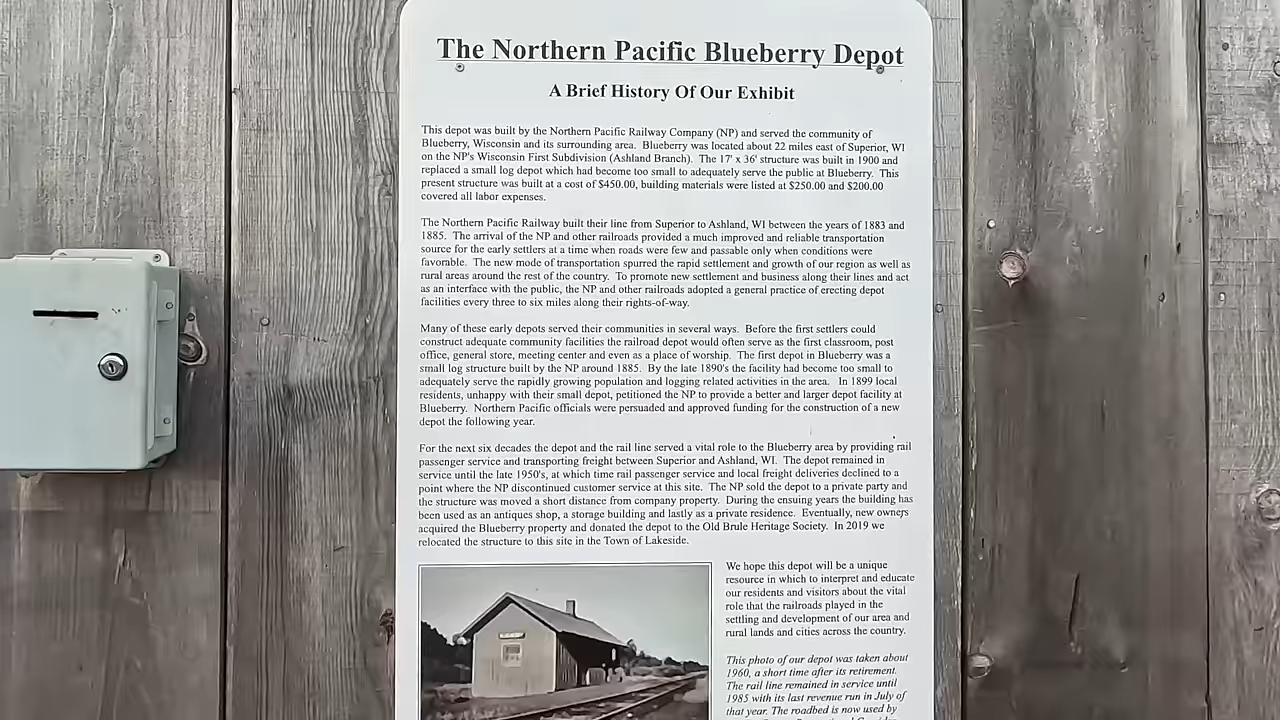 The Northern Pacific Blueberry Depot
A Brief History Of Our Exhibit
This depot was built by the Northern Pacific Railway Company (NP) and served the community of
Blueberry, Wisconsin and its surrounding area. Blueberry was located about 22 miles east of Superior, WI
on the NP's Wisconsin First Subdivision (Ashland Branch). The 17' x 36' structure was built in 1900 and
replaced a small log depot which had become too small to adequately serve the public at Blueberry. This
present structure was built at a cost of $450.00, building materials were listed at $250.00 and $200.00
covered all labor expenses.
The Northern Pacific Railway built their line from Superior to Ashland, WI between the years of 1883 and
1885. The arrival of the NP and other railroads provided a much improved and reliable transportation
source for the early settlers at a time when roads were few and passable only when conditions were
favorable. The new mode of transportation spurred the rapid settlement and growth of our region as well as
rural areas around the rest of the country. To promote new settlement and business along their lines and act
as an interface with the public, the NP and other railroads adopted a general practice of erecting depot
facilities every three to six miles along their rights-of-way.
Many of these early depots served their communities in several ways. Before the first settlers could
construct adequate community facilities the railroad depot would often serve as the first classroom, post
office, general store, meeting center and even as a place of worship. The first depot in Blueberry was a
small log structure built by the NP around 1885. By the late 1890's the facility had become too small to
adequately serve the rapidly growing population and logging related activities in the area. In 1899 local
residents, unhappy with their small depot, petitioned the NP to provide a better and larger depot facility at
Blueberry. Northern Pacific officials were persuaded and approved funding for the construction of a new
depot the following year.
For the next six decades the depot and the rail line served a vital role to the Blueberry area by providing rail
passenger service and transporting freight between Superior and Ashland, WI. The depot remained in
service until the late 1950's, at which time rail passenger service and local freight deliveries declined to a
point where the NP discontinued customer service at this site. The NP sold the depot to a private party and
the structure was moved a short distance from company property. During the ensuing years the building has
been used as an antiques shop, a storage building and lastly as a private residence. Eventually, new owners
acquired the Blueberry property and donated the depot to the Old Brule Heritage Society. In 2019 we
relocated the structure to this site in the Town of Lakeside.
We hope this depot will be a unique
resource in which to interpret and educate
our residents and visitors about the vital
role that the railroads played in the
settling and development of our area and
rural lands and cities across the country.
This photo of our depot was taken about
1960, a short time after its retirement.
The rail line remained in service until
1985 with its last revenue run in July of
that year. The roadbed is now used by